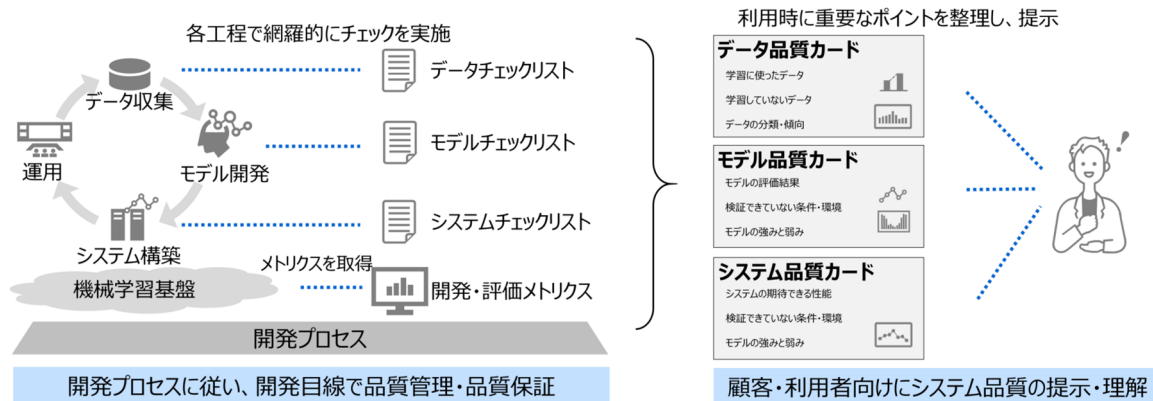 各工程で網羅的にチェックを実施
データ収集
モデル開発
システム構築
運用
機械学習基盤
データチェックリスト
モデルチェックリスト
システムチェックリスト
メトリクスを取得
開発・評価メトリクス
開発プロセス
開発プロセスに従い、開発目線で品質管理・品質保証
利用時に重要なポイントを整理し、提示
データ品質カード
学習に使ったデータ
学習していないデータ
データの分類・傾向
モデル品質カード
モデルの評価結果
検証できていない条件・環境
モデルの強みと弱み
システム品質カード
システムの期待できる性能
検証できていない条件・環境
モデルの強みと弱み
!
顧客・利用者向けにシステム品質の提示・理解